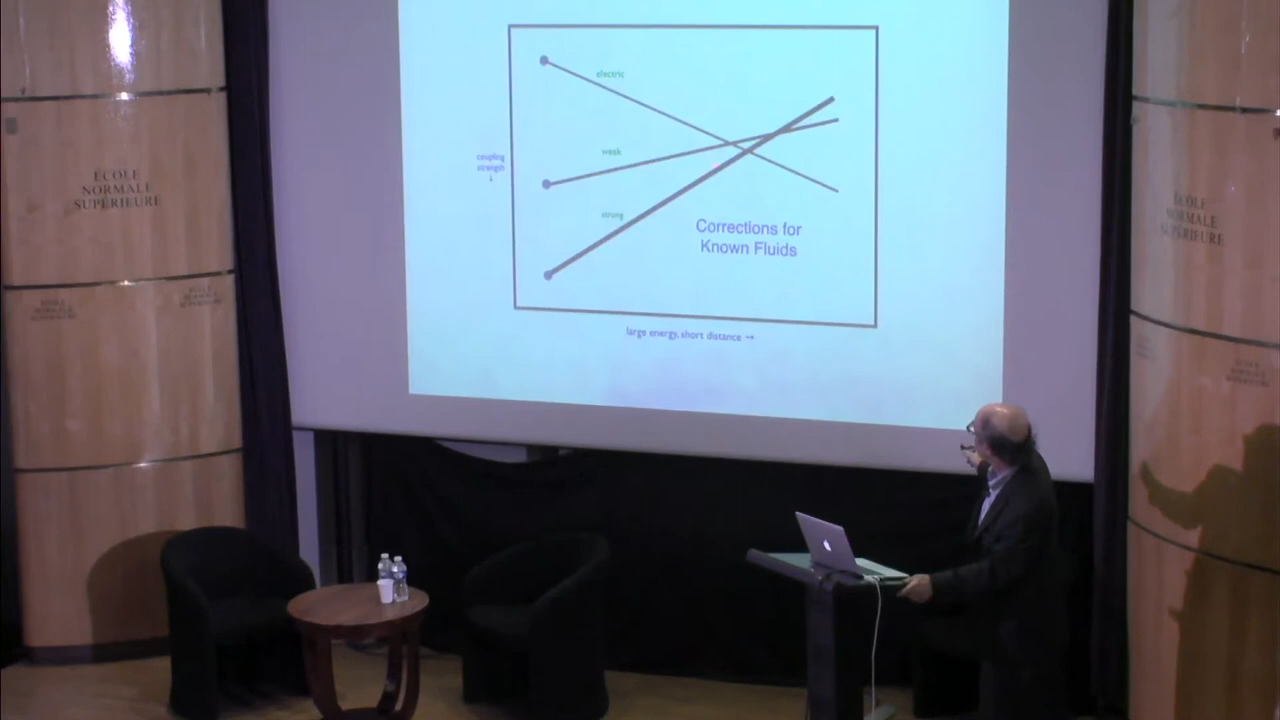 ÉCOLE
NORMALE
SUPÉRIEURE
electric
coupling
strength
↓
weak
strong
Corrections for
Known Fluids
large energy, short distance →
ÉCOLE
NORMALE
SUPÉRIEURE